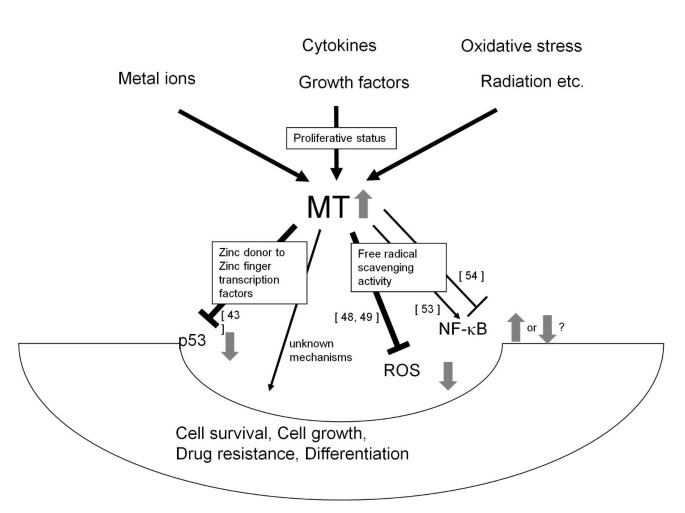 Cytokines
Oxidative stress
Metal ions
Growth factors
Radiation etc.
Proliferative status
MT
Zinc donor to
Zinc finger
transcription
factors
Free radical
scavenging
activity
[ 54 ]
[ 53 ]
[ 43
]
[ 48, 49 ]
NF-κB
or
?
p53
unknown
mechanisms
ROS
Cell survival, Cell growth,
Drug resistance, Differentiation